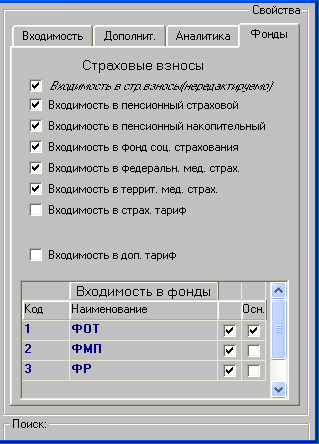 Свойства
Входимость Дополнит. Аналитика Фонды
Страховые взносы
Входимость в стр.взносы(нередактируемо)
Входимость в пенсионный страховой
Входимость в пенсионный накопительный
Входимость в Фонд соц. страхования
Входимость в Федеральн. мед. страх.
Входимость в террит. мед. страх.
Входимость в страх. тариф
Входимость в доп. тариф
Входимость в фонды
Код Наименование Осн.
1 ФОТ
2 ФМП
3 ФР
Поиск: